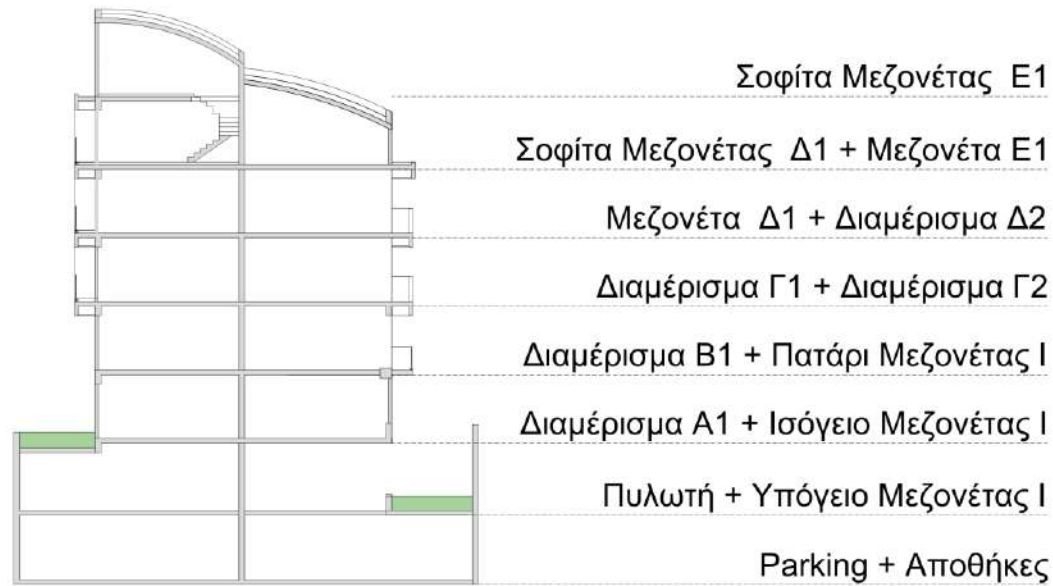 Σοφίτα Μεζονέτας Ε1
Σοφίτα Μεζονέτας Δ1 + Μεζονέτα Ε1
Μεζονέτα Δ1 + Διαμέρισμα Δ2
Διαμέρισμα Γ1 + Διαμέρισμα Γ2
Διαμέρισμα Β1 + Πατάρι Μεζονέτας Ι
Διαμέρισμα Α1 + Ισόγειο Μεζονέτας Ι
Πυλωτή + Υπόγειο Μεζονέτας Ι
Parking + Αποθήκες